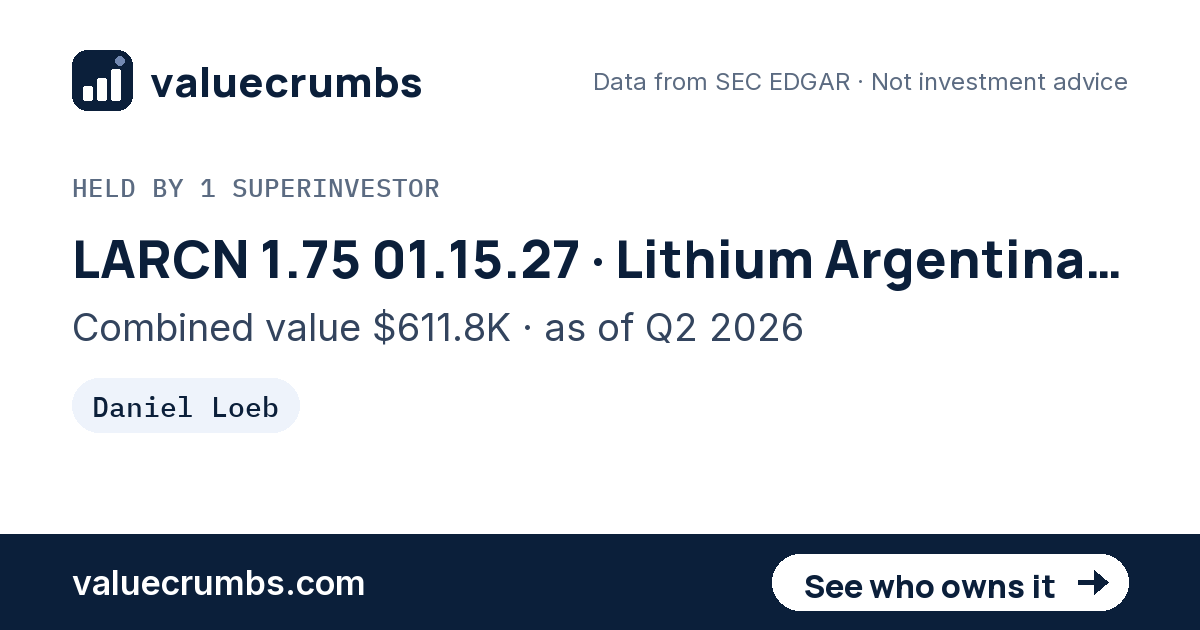 valuecrumbs
Data from SEC EDGAR · Not investment advice
HELD BY 1 SUPERINVESTOR
LARCN 1.75 01.15.27 · Lithium Argentina…
Combined value $611.8K · as of Q2 2026
Daniel Loeb
valuecrumbs.com
See who owns it →